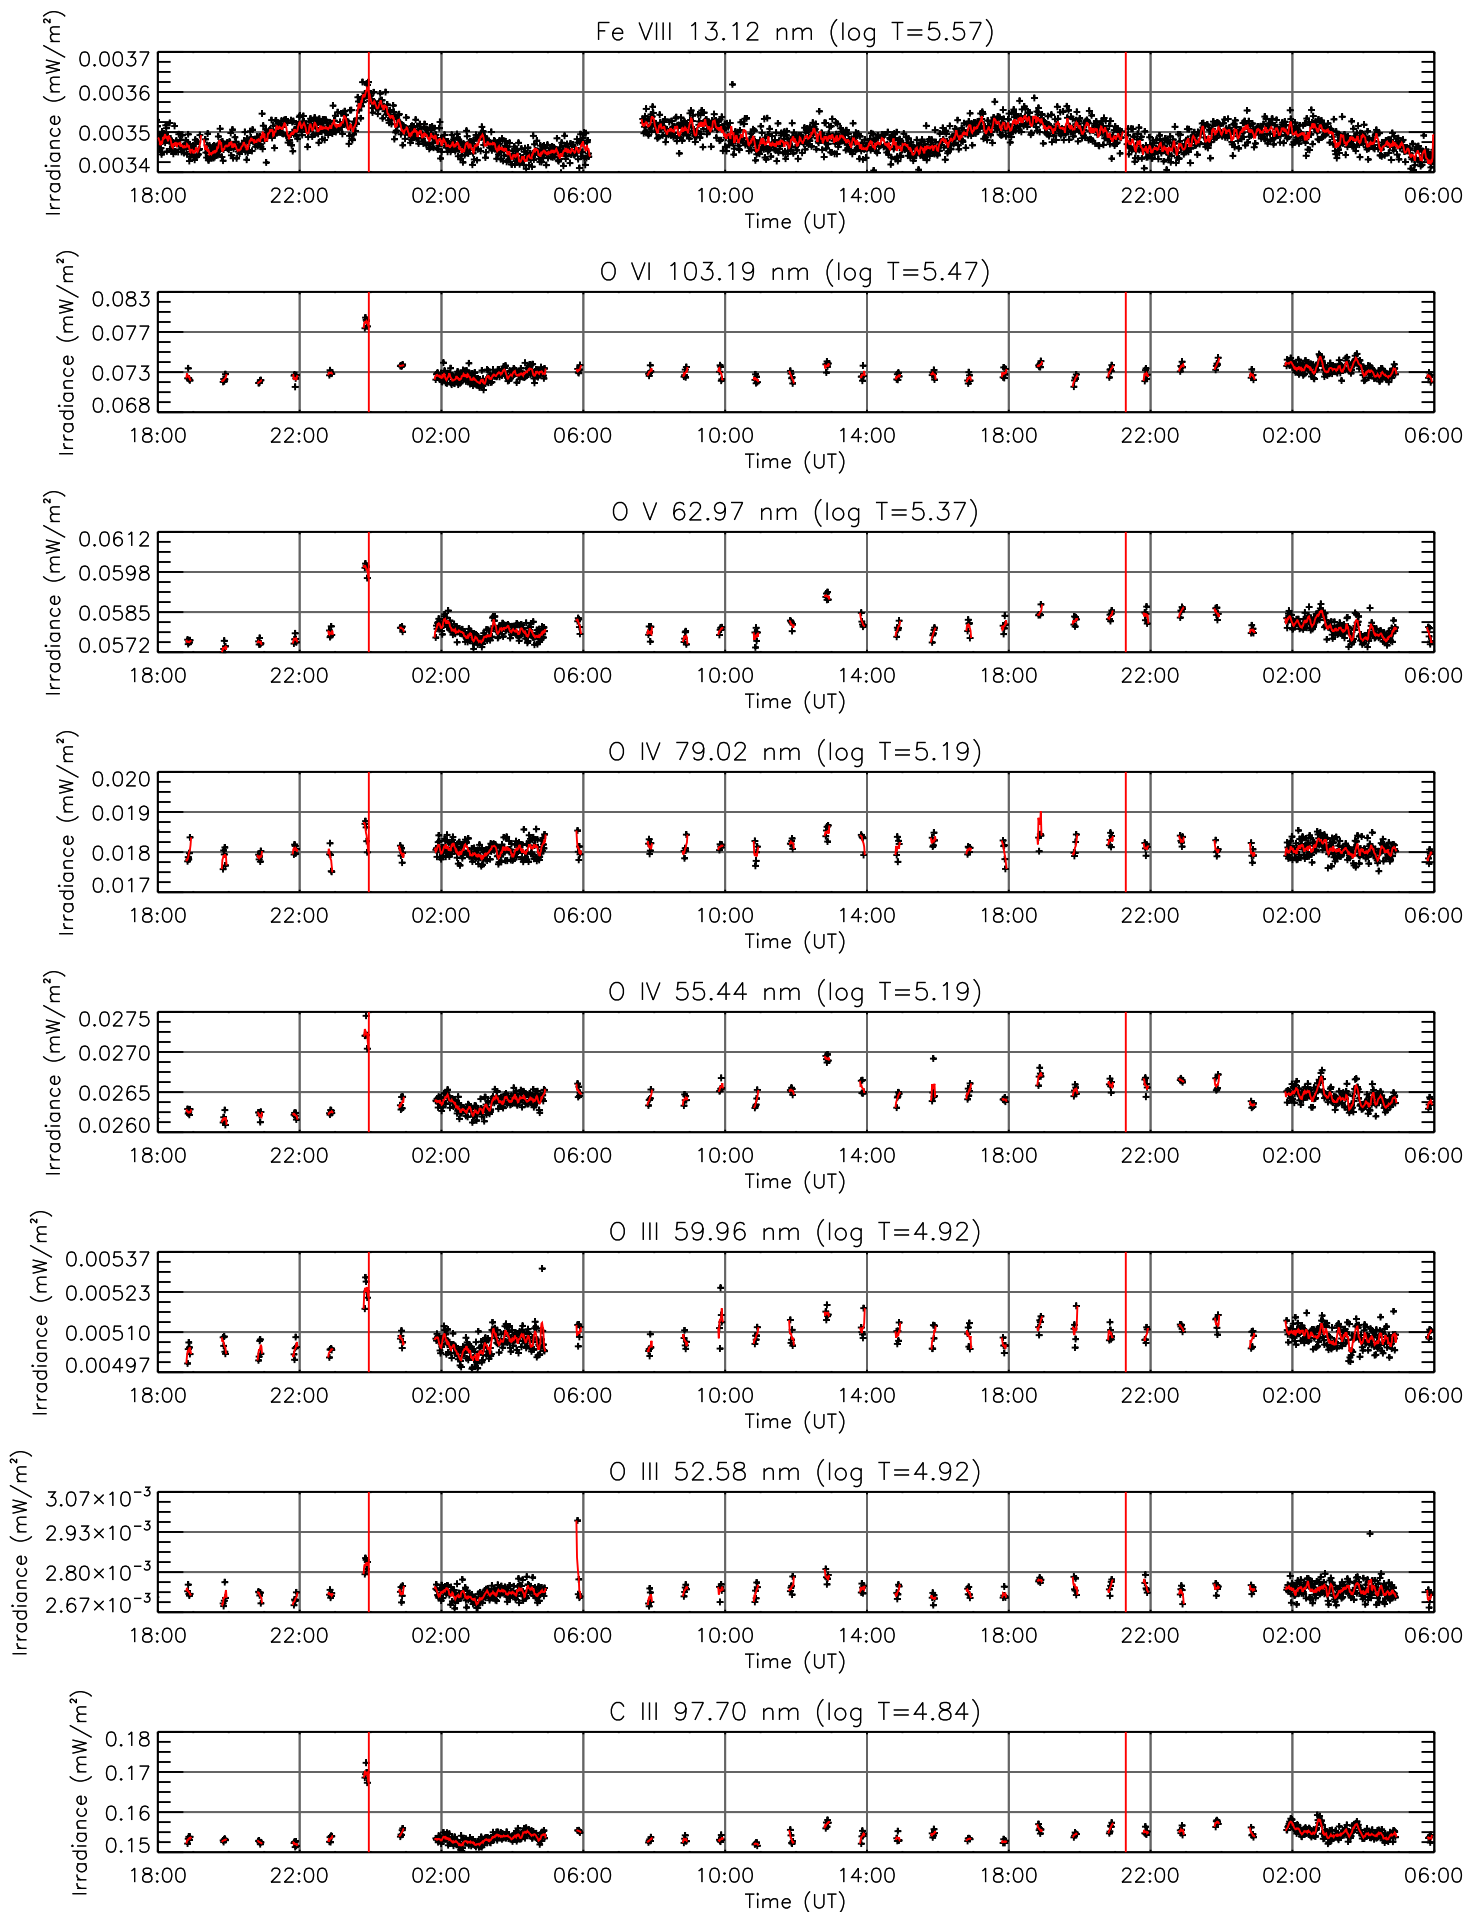 Fe VIII 13.12 nm (log T=5.57)
Irradiance (mW/m²)
0.0037
0.0036
0.0035
0.0034
18:00 22:00 02:00 06:00 10:00 14:00 18:00 22:00 02:00 06:00
Time (UT)
O VI 103.19 nm (log T=5.47)
Irradiance (mW/m²)
0.083
0.077
0.073
0.068
18:00 22:00 02:00 06:00 10:00 14:00 18:00 22:00 02:00 06:00
Time (UT)
O V 62.97 nm (log T=5.37)
Irradiance (mW/m²)
0.0612
0.0598
0.0585
0.0572
18:00 22:00 02:00 06:00 10:00 14:00 18:00 22:00 02:00 06:00
Time (UT)
O IV 79.02 nm (log T=5.19)
Irradiance (mW/m²)
0.020
0.019
0.018
0.017
18:00 22:00 02:00 06:00 10:00 14:00 18:00 22:00 02:00 06:00
Time (UT)
O IV 55.44 nm (log T=5.19)
Irradiance (mW/m²)
0.0275
0.0270
0.0265
0.0260
18:00 22:00 02:00 06:00 10:00 14:00 18:00 22:00 02:00 06:00
Time (UT)
O III 59.96 nm (log T=4.92)
Irradiance (mW/m²)
0.00537
0.00523
0.00510
0.00497
18:00 22:00 02:00 06:00 10:00 14:00 18:00 22:00 02:00 06:00
Time (UT)
O III 52.58 nm (log T=4.92)
Irradiance (mW/m²)
3.07×10⁻³
2.93×10⁻³
2.80×10⁻³
2.67×10⁻³
18:00 22:00 02:00 06:00 10:00 14:00 18:00 22:00 02:00 06:00
Time (UT)
C III 97.70 nm (log T=4.84)
Irradiance (mW/m²)
0.18
0.17
0.16
0.15
18:00 22:00 02:00 06:00 10:00 14:00 18:00 22:00 02:00 06:00
Time (UT)